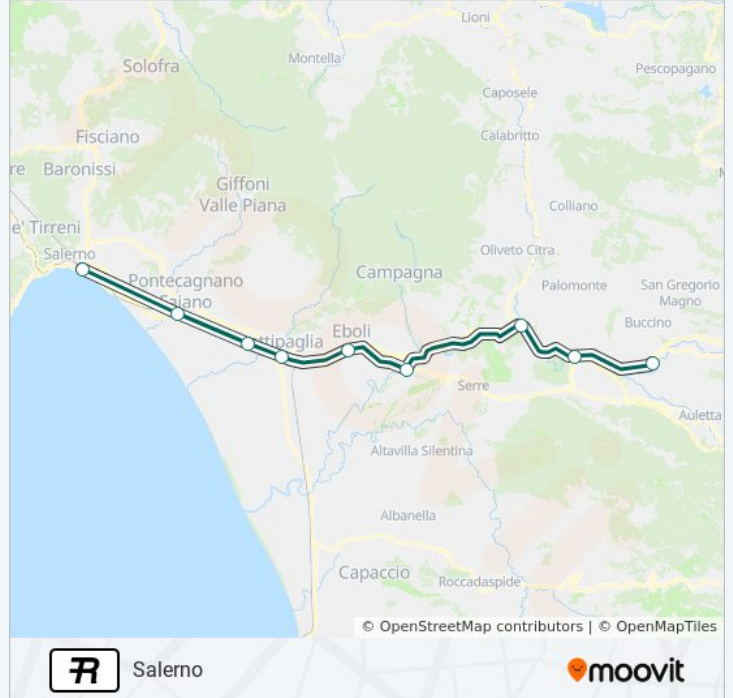 Lioni
Solofra
Montella
Pescopagano
Caposele
Fisciano
Calabritto
re
Baronissi
Giffoni
Valle Piana
Colliano
e' Tirreni
Salerno
Oliveto Citra
Campagna
Pontecagnano
Faiano
Palomonte
San Gregorio
Magno
Buccino
Eboli
ttipaglia
Serre
Auletta
Altavilla Silentina
Albanella
Capaccio
Roccadaspide
© OpenStreetMap contributors | © OpenMapTiles
R Salerno
moovit